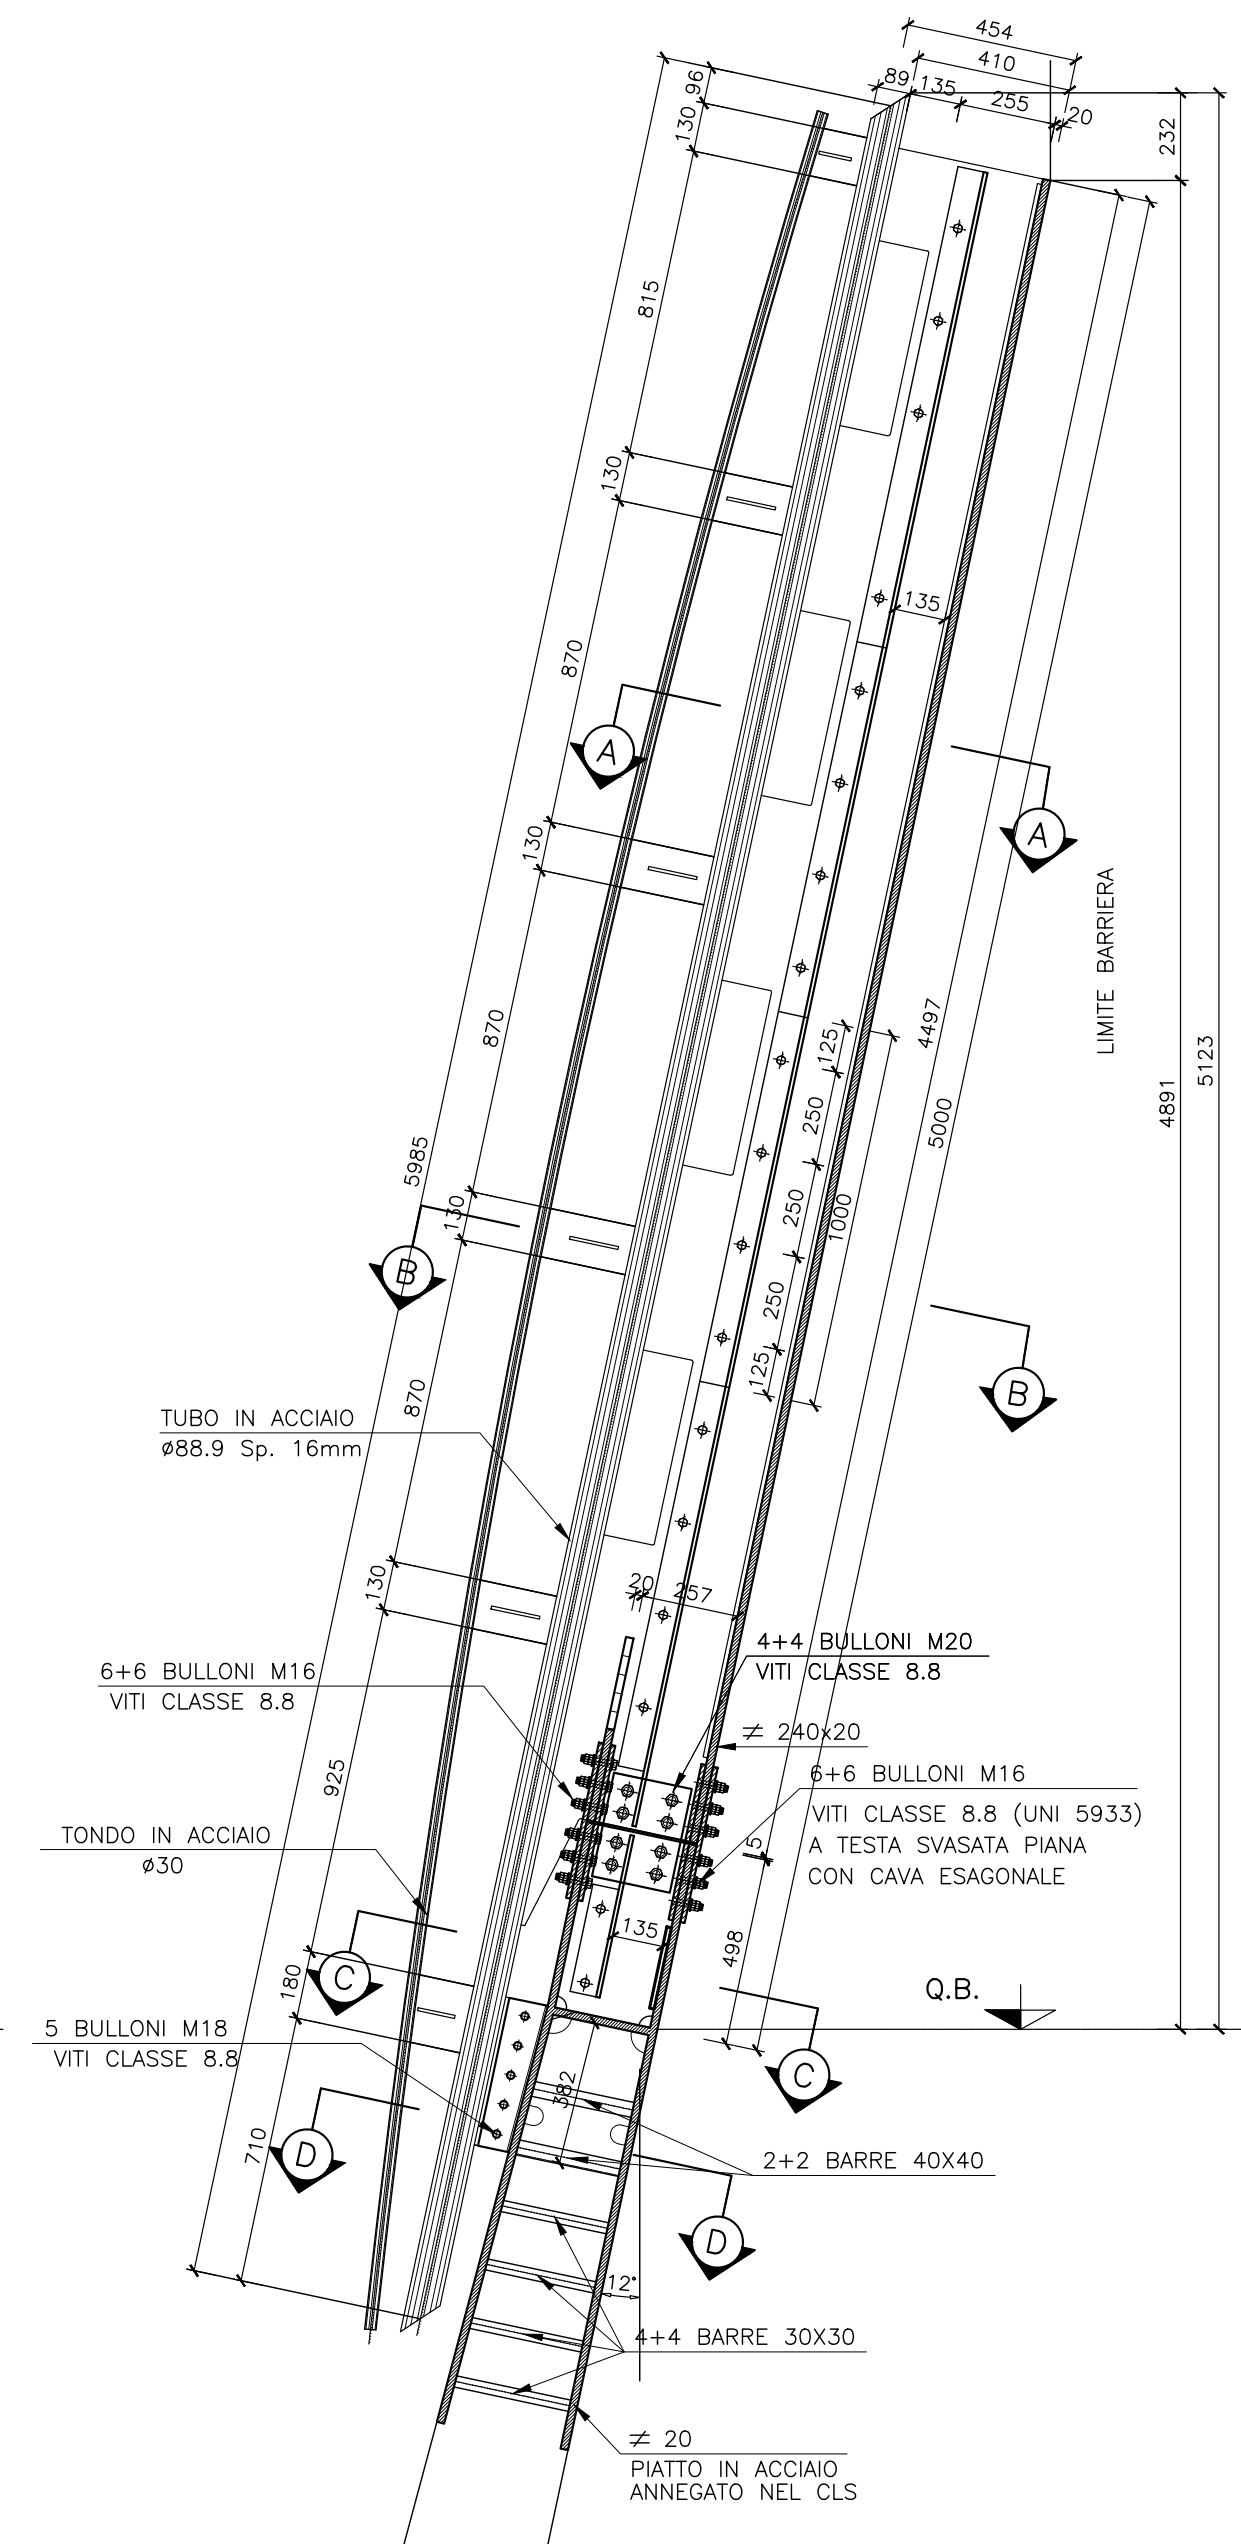 454
410
89
135
255
20
96
130
232
815
130
135
870
A
A
130
LIMITE BARRIERA
870
125
4497
250
5123
4891
5000
5985
250
1000
130
B
250
B
125
870
TUBO IN ACCIAIO
ø88.9 Sp. 16mm
130
20
257
4+4 BULLONI M20
VITI CLASSE 8.8
6+6 BULLONI M16
VITI CLASSE 8.8
≠ 240x20
925
6+6 BULLONI M16
VITI CLASSE 8.8 (UNI 5933)
A TESTA SVASATA PIANA
CON CAVA ESAGONALE
TONDO IN ACCIAIO
ø30
15
135
498
C
180
Q.B.
5 BULLONI M18
VITI CLASSE 8.8
C
382
710
D
2+2 BARRE 40X40
D
12°
4+4 BARRE 30X30
≠ 20
PIATTO IN ACCIAIO
ANNEGATO NEL CLS